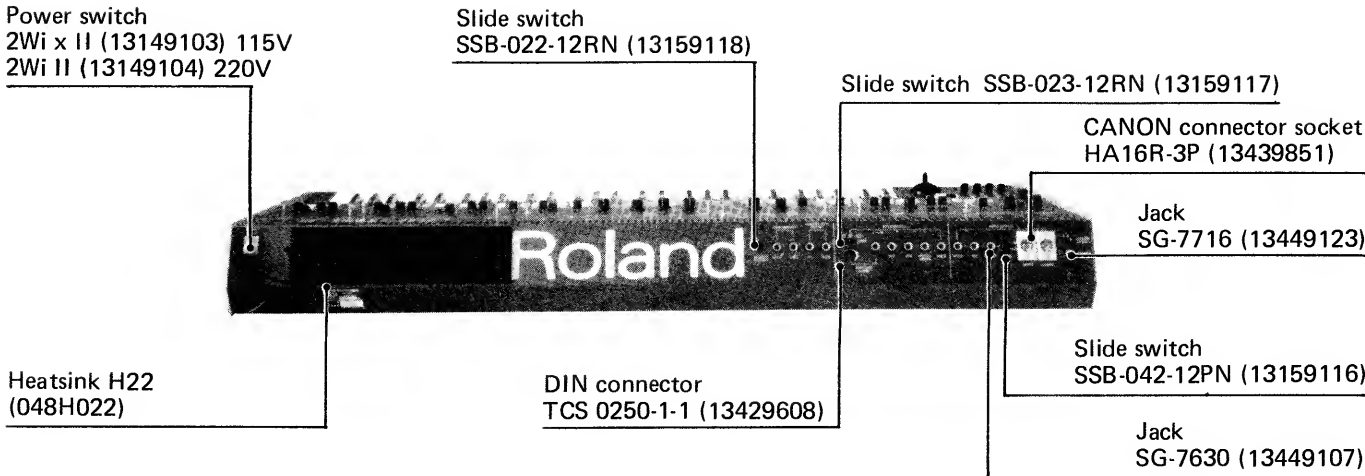 Power switch
2Wi x II (13149103) 115V
2Wi II (13149104) 220V
Slide switch
SSB-022-12RN (13159118)
Slide switch SSB-023-12RN (13159117)
CANON connector socket
HA16R-3P (13439851)
Jack
SG-7716 (13449123)
Roland
Heatsink H22
(048H022)
DIN connector
TCS 0250-1-1 (13429608)
Slide switch
SSB-042-12PN (13159116)
Jack
SG-7630 (13449107)